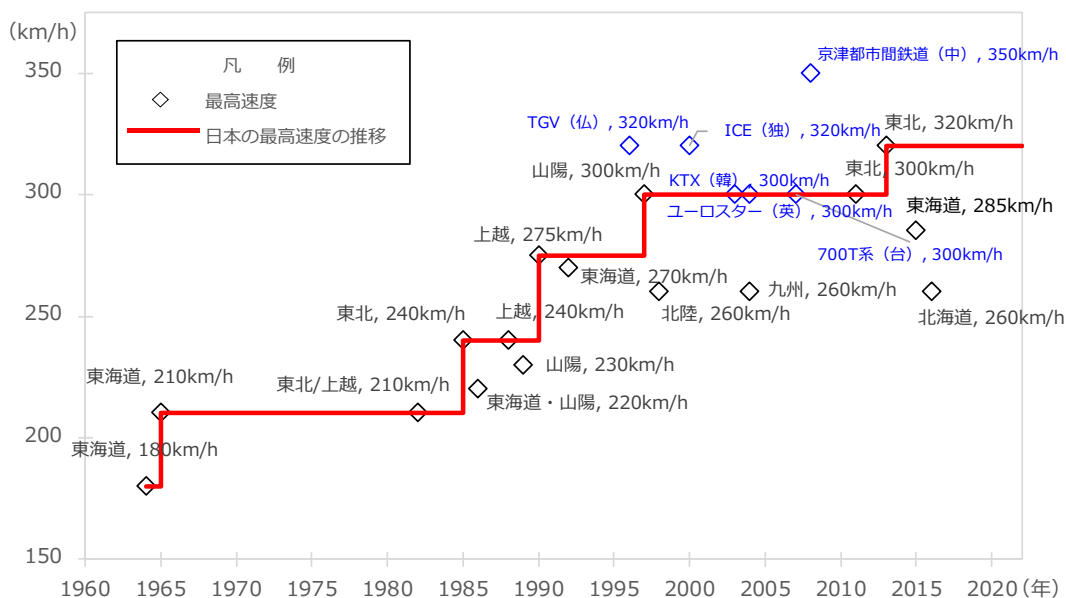 (km/h)
350
300
250
200
150
凡　例
最高速度
日本の最高速度の推移
京津都市間鉄道（中）, 350km/h
TGV（仏）, 320km/h
ICE（独）, 320km/h
東北, 320km/h
山陽, 300km/h
KTX（韓）, 300km/h
東北, 300km/h
ユーロスター（英）, 300km/h
東海道, 285km/h
700T系（台）, 300km/h
上越, 275km/h
東海道, 270km/h
北陸, 260km/h
九州, 260km/h
北海道, 260km/h
東北, 240km/h
上越, 240km/h
山陽, 230km/h
東海道・山陽, 220km/h
東海道, 210km/h
東北/上越, 210km/h
東海道, 180km/h
1960 1965 1970 1975 1980 1985 1990 1995 2000 2005 2010 2015 2020 (年)